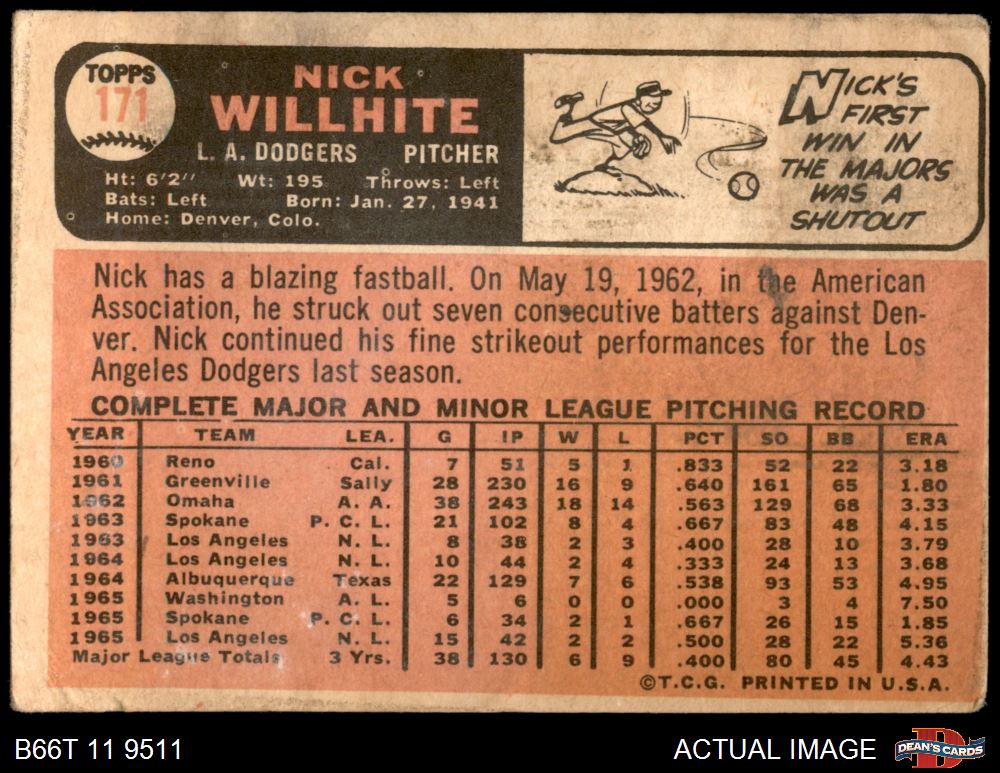 TOPPS
171
NICK
WILLHITE
L. A. DODGERS PITCHER
Ht: 6'2" Wt: 195 Throws: Left
Bats: Left Born: Jan. 27, 1941
Home: Denver, Colo.
NICK'S
FIRST
WIN IN
THE MAJORS
WAS A
SHUTOUT
Nick has a blazing fastball. On May 19, 1962, in the American
Association, he struck out seven consecutive batters against Den-
ver. Nick continued his fine strikeout performances for the Los
Angeles Dodgers last season.
COMPLETE MAJOR AND MINOR LEAGUE PITCHING RECORD
YEAR TEAM LEA. G IP W L PCT SO BB ERA
1960 Reno Cal. 7 51 5 1 .833 52 22 3.18
1961 Greenville Sally 28 230 16 9 .640 161 65 1.80
1962 Omaha A. A. 38 243 18 14 .563 129 68 3.33
1963 Spokane P. C. L. 21 102 8 4 .667 83 48 4.15
1963 Los Angeles N. L. 8 38 2 3 .400 28 10 3.79
1964 Los Angeles N. L. 10 44 2 4 .333 24 13 3.68
1964 Albuquerque Texas 22 129 7 6 .538 93 53 4.95
1965 Washington A. L. 5 6 0 0 .000 3 4 7.50
1965 Spokane P. C. L. 6 34 2 1 .667 26 15 1.85
1965 Los Angeles N. L. 15 42 2 2 .500 28 22 5.36
Major League Totals 3 Yrs. 38 130 6 9 .400 80 45 4.43
©T.C.G. PRINTED IN U.S.A.
B66T 11 9511
ACTUAL IMAGE
DEAN'S CARDS